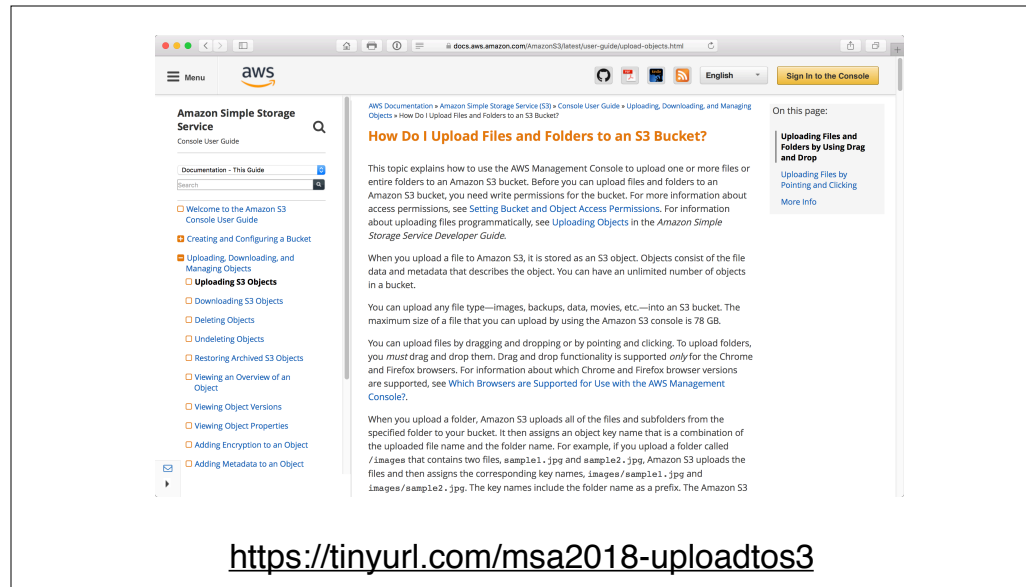 docs.aws.amazon.com/AmazonS3/latest/user-guide/upload-objects.html
Menu
aws
English
Sign In to the Console
Amazon Simple Storage
Service
Console User Guide
Documentation - This Guide
Search
Welcome to the Amazon S3
Console User Guide
Creating and Configuring a Bucket
Uploading, Downloading, and
Managing Objects
Uploading S3 Objects
Downloading S3 Objects
Deleting Objects
Undeleting Objects
Restoring Archived S3 Objects
Viewing an Overview of an
Object
Viewing Object Versions
Viewing Object Properties
Adding Encryption to an Object
Adding Metadata to an Object
AWS Documentation » Amazon Simple Storage Service (S3) » Console User Guide » Uploading, Downloading, and Managing
Objects » How Do I Upload Files and Folders to an S3 Bucket?
How Do I Upload Files and Folders to an S3 Bucket?
This topic explains how to use the AWS Management Console to upload one or more files or
entire folders to an Amazon S3 bucket. Before you can upload files and folders to an
Amazon S3 bucket, you need write permissions for the bucket. For more information about
access permissions, see Setting Bucket and Object Access Permissions. For information
about uploading files programmatically, see Uploading Objects in the Amazon Simple
Storage Service Developer Guide.
When you upload a file to Amazon S3, it is stored as an S3 object. Objects consist of the file
data and metadata that describes the object. You can have an unlimited number of objects
in a bucket.
You can upload any file type—images, backups, data, movies, etc.—into an S3 bucket. The
maximum size of a file that you can upload by using the Amazon S3 console is 78 GB.
You can upload files by dragging and dropping or by pointing and clicking. To upload folders,
you must drag and drop them. Drag and drop functionality is supported only for the Chrome
and Firefox browsers. For information about which Chrome and Firefox browser versions
are supported, see Which Browsers are Supported for Use with the AWS Management
Console?.
When you upload a folder, Amazon S3 uploads all of the files and subfolders from the
specified folder to your bucket. It then assigns an object key name that is a combination of
the uploaded file name and the folder name. For example, if you upload a folder called
/images that contains two files, sample1.jpg and sample2.jpg, Amazon S3 uploads the
files and then assigns the corresponding key names, images/sample1.jpg and
images/sample2.jpg. The key names include the folder name as a prefix. The Amazon S3
On this page:
Uploading Files and
Folders by Using Drag
and Drop
Uploading Files by
Pointing and Clicking
More Info
https://tinyurl.com/msa2018-uploadtos3